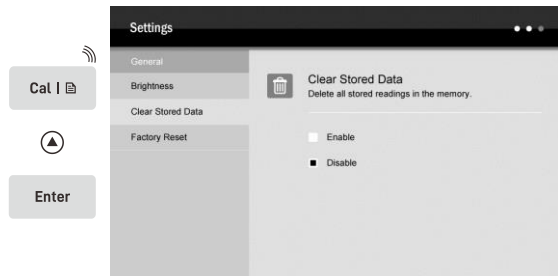 Settings
Cal |
Enter
General
Brightness
Clear Stored Data
Factory Reset
Clear Stored Data
Delete all stored readings in the memory.
Enable
Disable